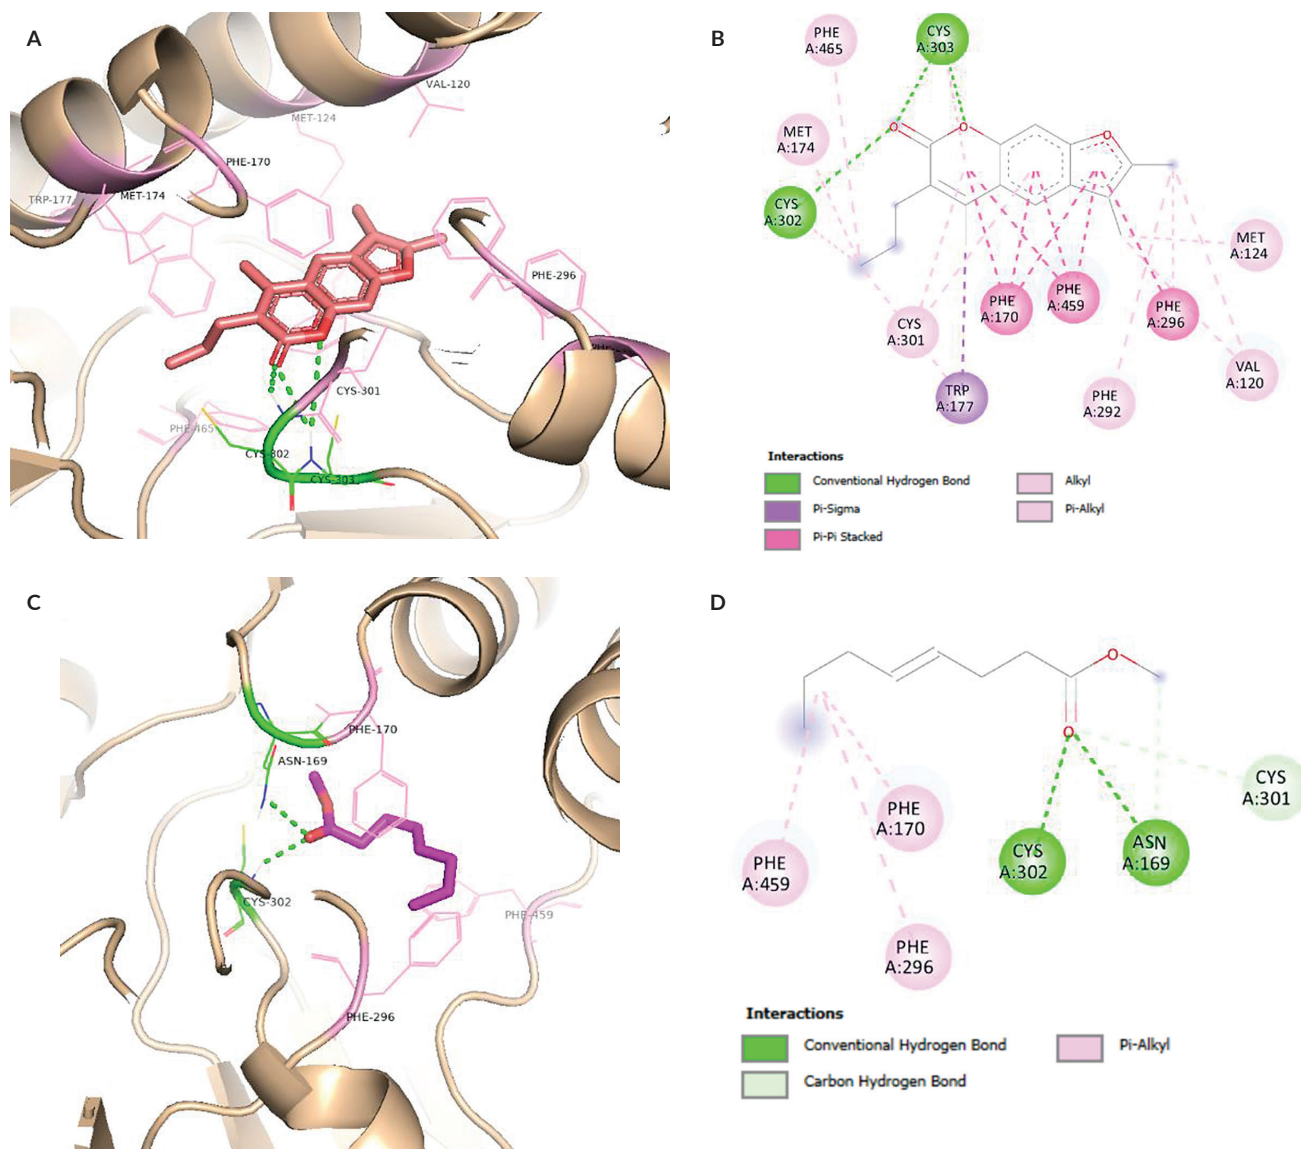 A
VAL-120
MET-124
PHE-170
TRP-177
MET-174
PHE-296
CYS-301
PHE-465
CYS-302
CYS-303
B
PHE
A:465
CYS
A:303
O
O
O
MET
A:174
CYS
A:302
MET
A:124
CYS
A:301
PHE
A:170
PHE
A:459
PHE
A:296
VAL
A:120
TRP
A:177
PHE
A:292
Interactions
Conventional Hydrogen Bond
Alkyl
Pi-Sigma
Pi-Alkyl
Pi-Pi Stacked
C
PHE-170
ASN-169
CYS-302
PHE-459
PHE-296
D
O
O
CYS
A:301
PHE
A:170
PHE
A:459
CYS
A:302
ASN
A:169
PHE
A:296
Interactions
Conventional Hydrogen Bond
Pi-Alkyl
Carbon Hydrogen Bond